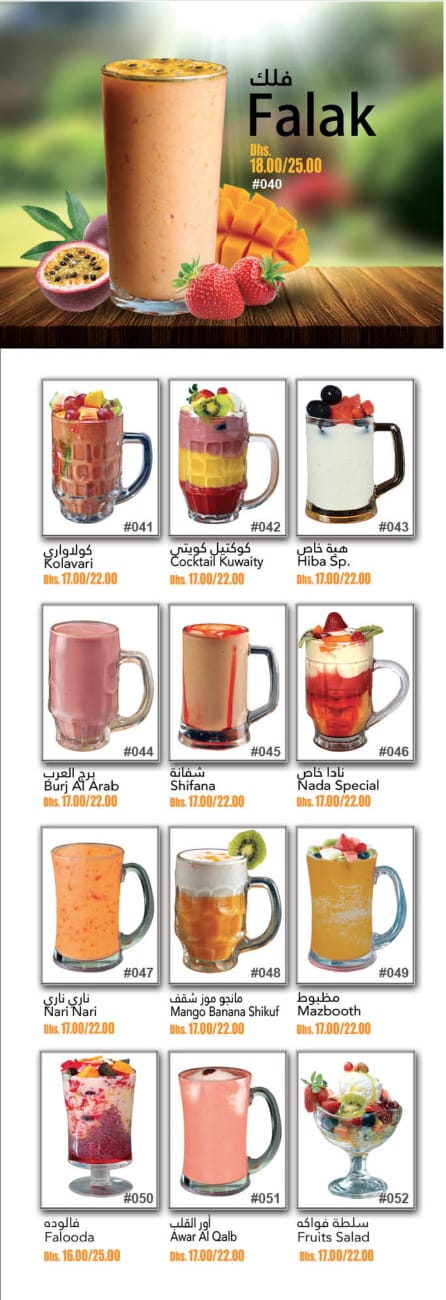 فلك
Falak
Dhs.
18.00/25.00
#040
#041
كولاواري
Kolavari
Dhs. 17.00/22.00
#042
كوكتيل كويتي
Cocktail Kuwaity
Dhs. 17.00/22.00
#043
هبة خاص
Hiba Sp.
Dhs. 17.00/22.00
#044
برج العرب
Burj Al Arab
Dhs. 17.00/22.00
#045
شفانة
Shifana
Dhs. 17.00/22.00
#046
نادا خاص
Nada Special
Dhs. 17.00/22.00
#047
ناري ناري
Nari Nari
Dhs. 17.00/22.00
#048
مانجو موز شقف
Mango Banana Shikuf
Dhs. 17.00/22.00
#049
مظبوط
Mazbooth
Dhs. 17.00/22.00
#050
فالوده
Falooda
Dhs. 16.00/25.00
#051
أور القلب
Awar Al Qalb
Dhs. 17.00/22.00
#052
سلطة فواكه
Fruits Salad
Dhs. 17.00/22.00